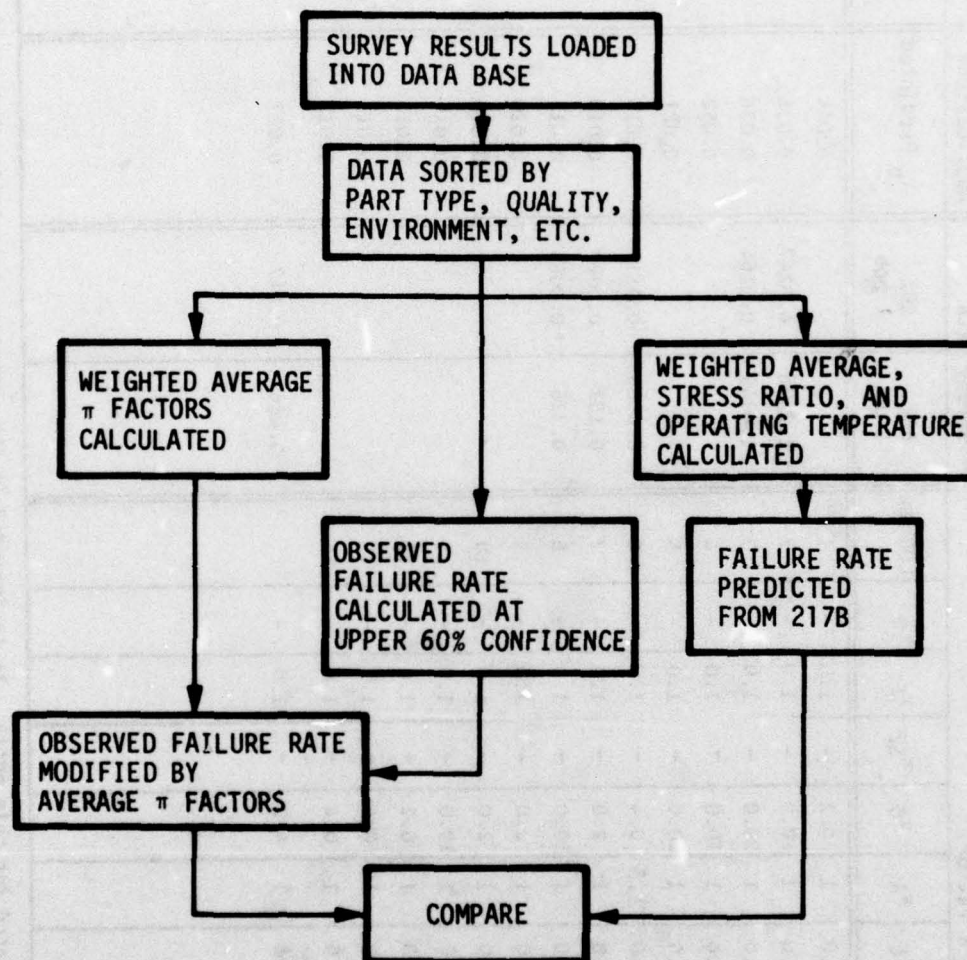 SURVEY RESULTS LOADED
INTO DATA BASE
DATA SORTED BY
PART TYPE, QUALITY,
ENVIRONMENT, ETC.
WEIGHTED AVERAGE
π FACTORS
CALCULATED
WEIGHTED AVERAGE,
STRESS RATIO, AND
OPERATING TEMPERATURE
CALCULATED
OBSERVED
FAILURE RATE
CALCULATED AT
UPPER 60% CONFIDENCE
FAILURE RATE
PREDICTED
FROM 217B
OBSERVED FAILURE RATE
MODIFIED BY
AVERAGE π FACTORS
COMPARE